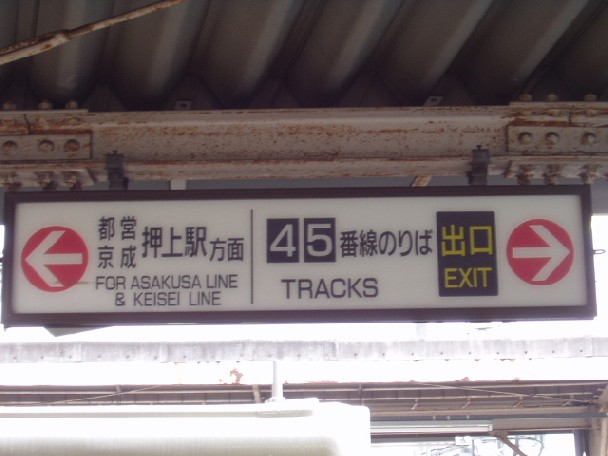 都営
京成 押上駅方面
FOR ASAKUSA LINE
& KEISEI LINE
45番線のりば
TRACKS
出口
EXIT